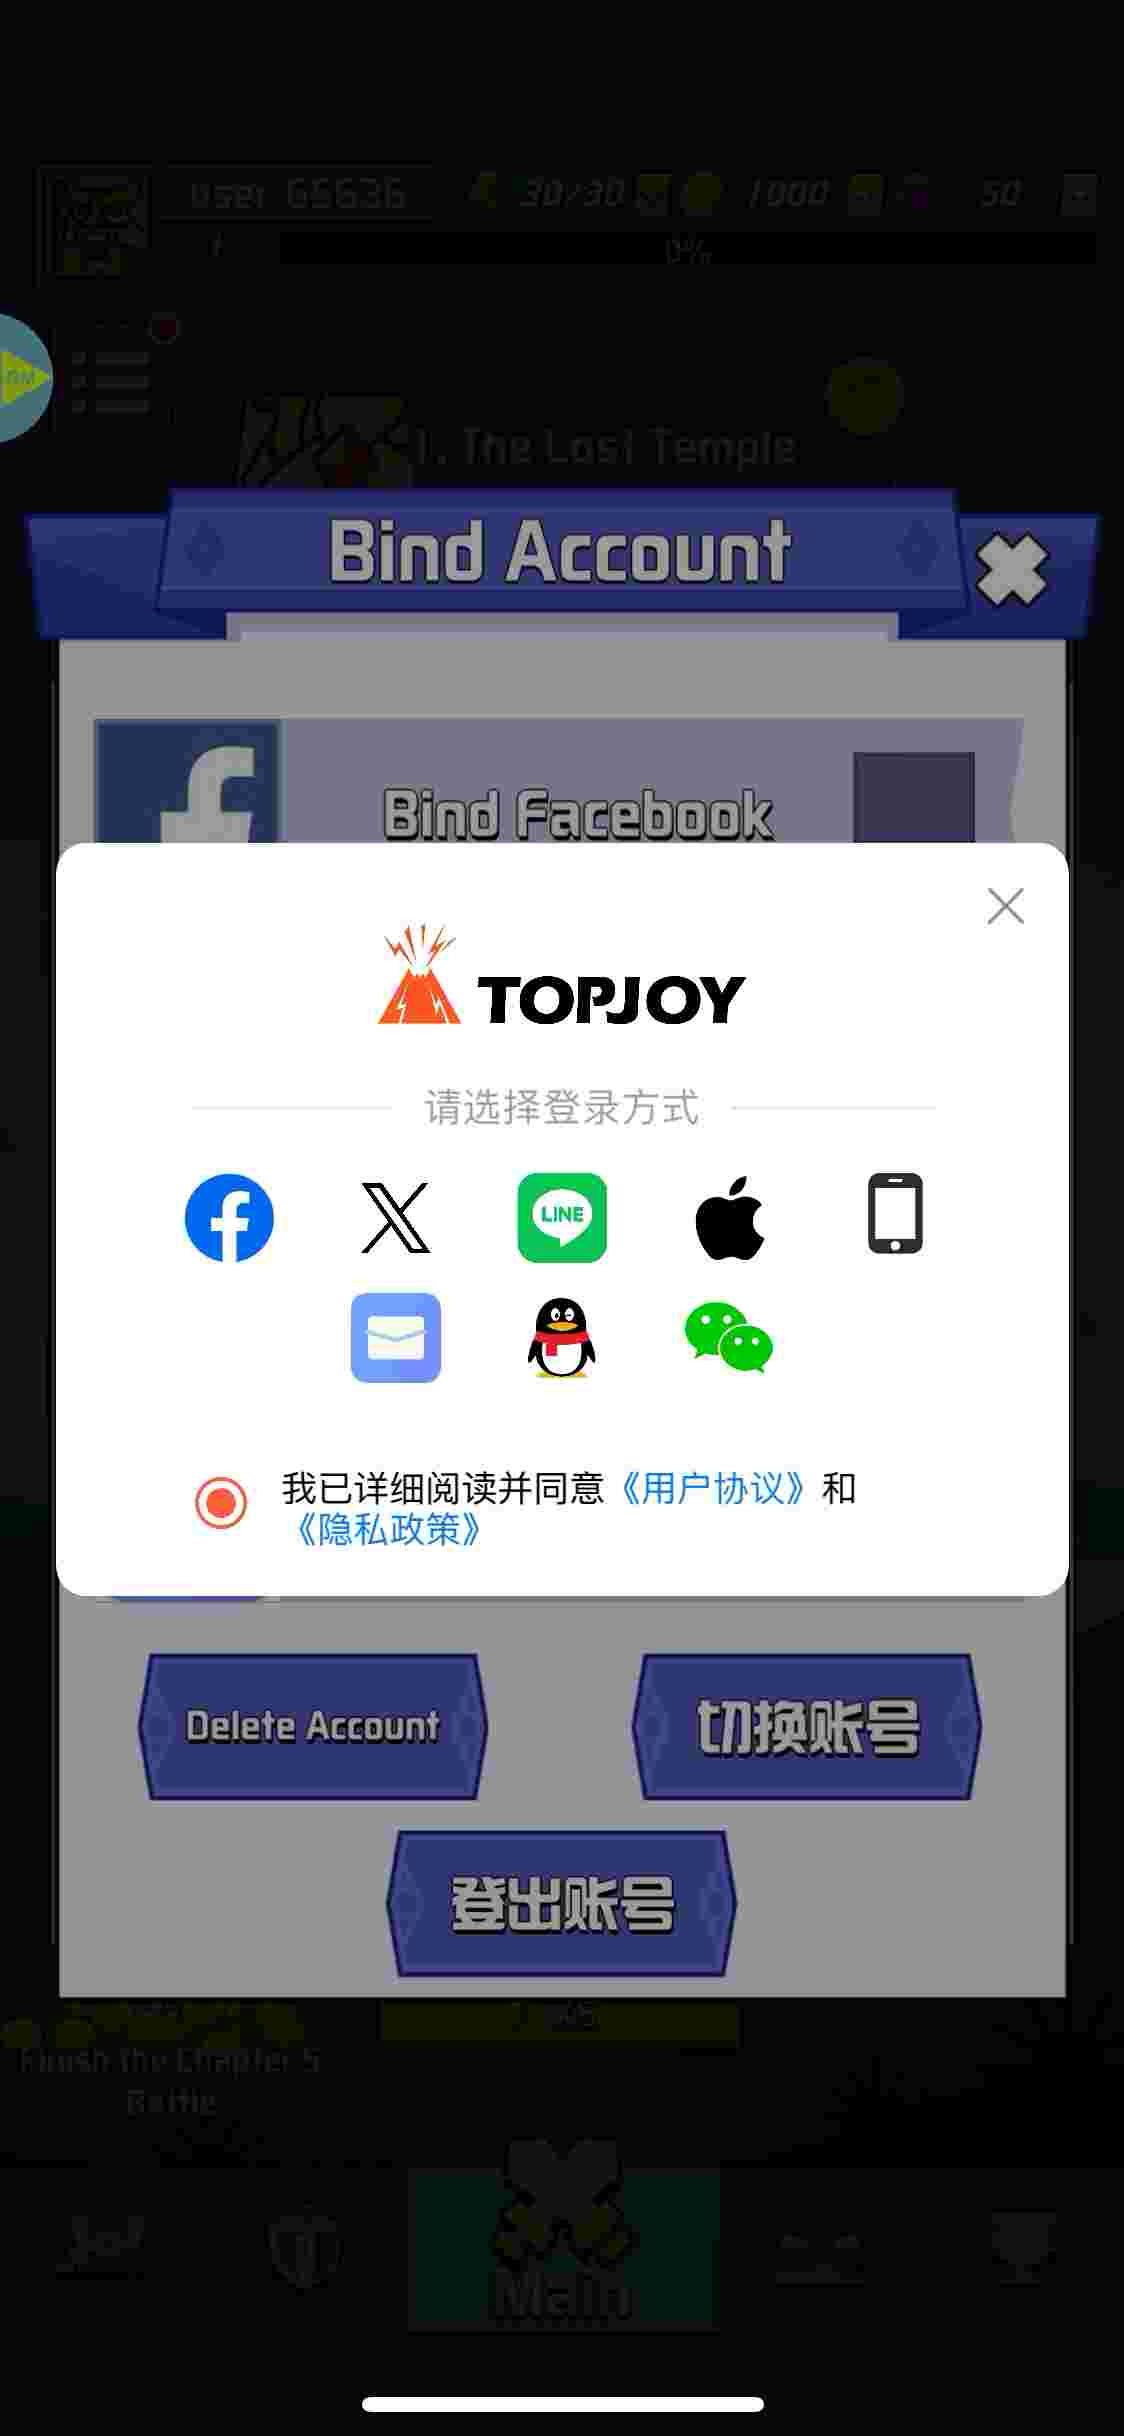 user 65636
30/30
1000
50
1
0%
GM
1. The Lost Temple
Bind Account
Bind Facebook
TOPJOY
请选择登录方式
LINE
我已详细阅读并同意《用户协议》和
《隐私政策》
Delete Account
切换账号
登出账号
Finish the Chapter 5
Battle
Main